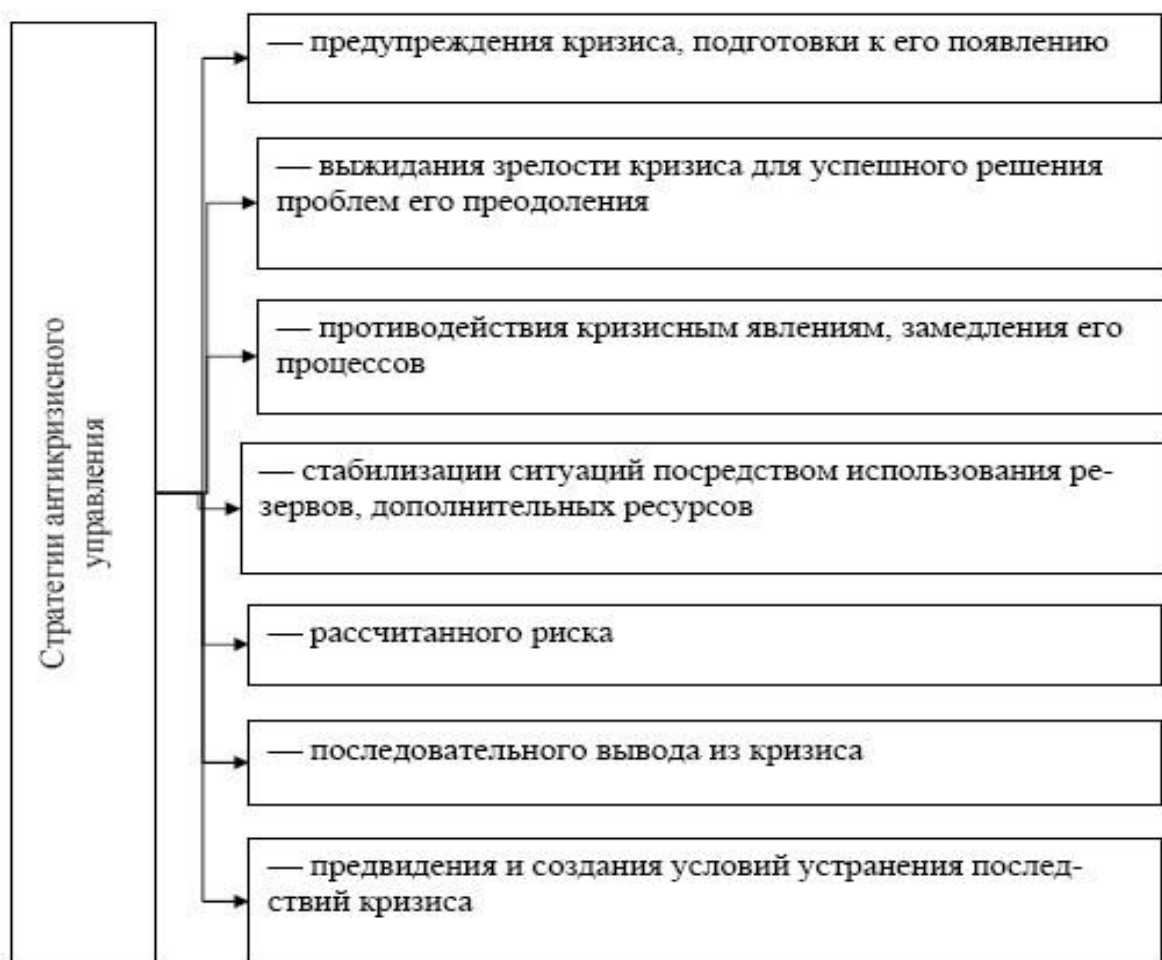 Стратегии антикризисного
управления
— предупреждения кризиса, подготовки к его появлению
— выжидания зрелости кризиса для успешного решения
проблем его преодоления
— противодействия кризисным явлениям, замедления его
процессов
— стабилизации ситуаций посредством использования ре-
зервов, дополнительных ресурсов
— рассчитанного риска
— последовательного вывода из кризиса
— предвидения и создания условий устранения послед-
ствий кризиса